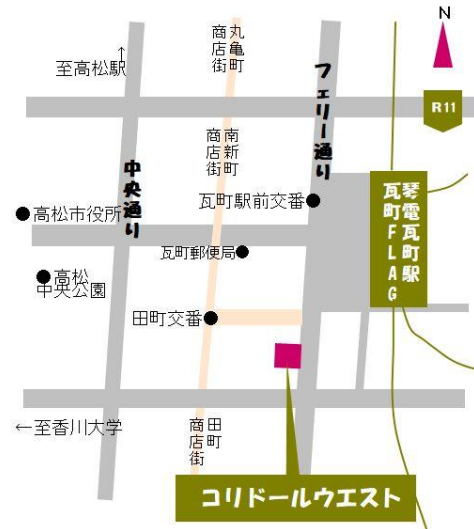 N
丸亀町
商店街
至高松駅
↑
R11
フェリー通り
南新町
商店街
中央通り
瓦町駅前交番
琴電瓦町駅
瓦町FLAG
高松市役所
瓦町郵便局
高松
中央公園
田町交番
田町
商店街
←至香川大学
コリドールウエスト